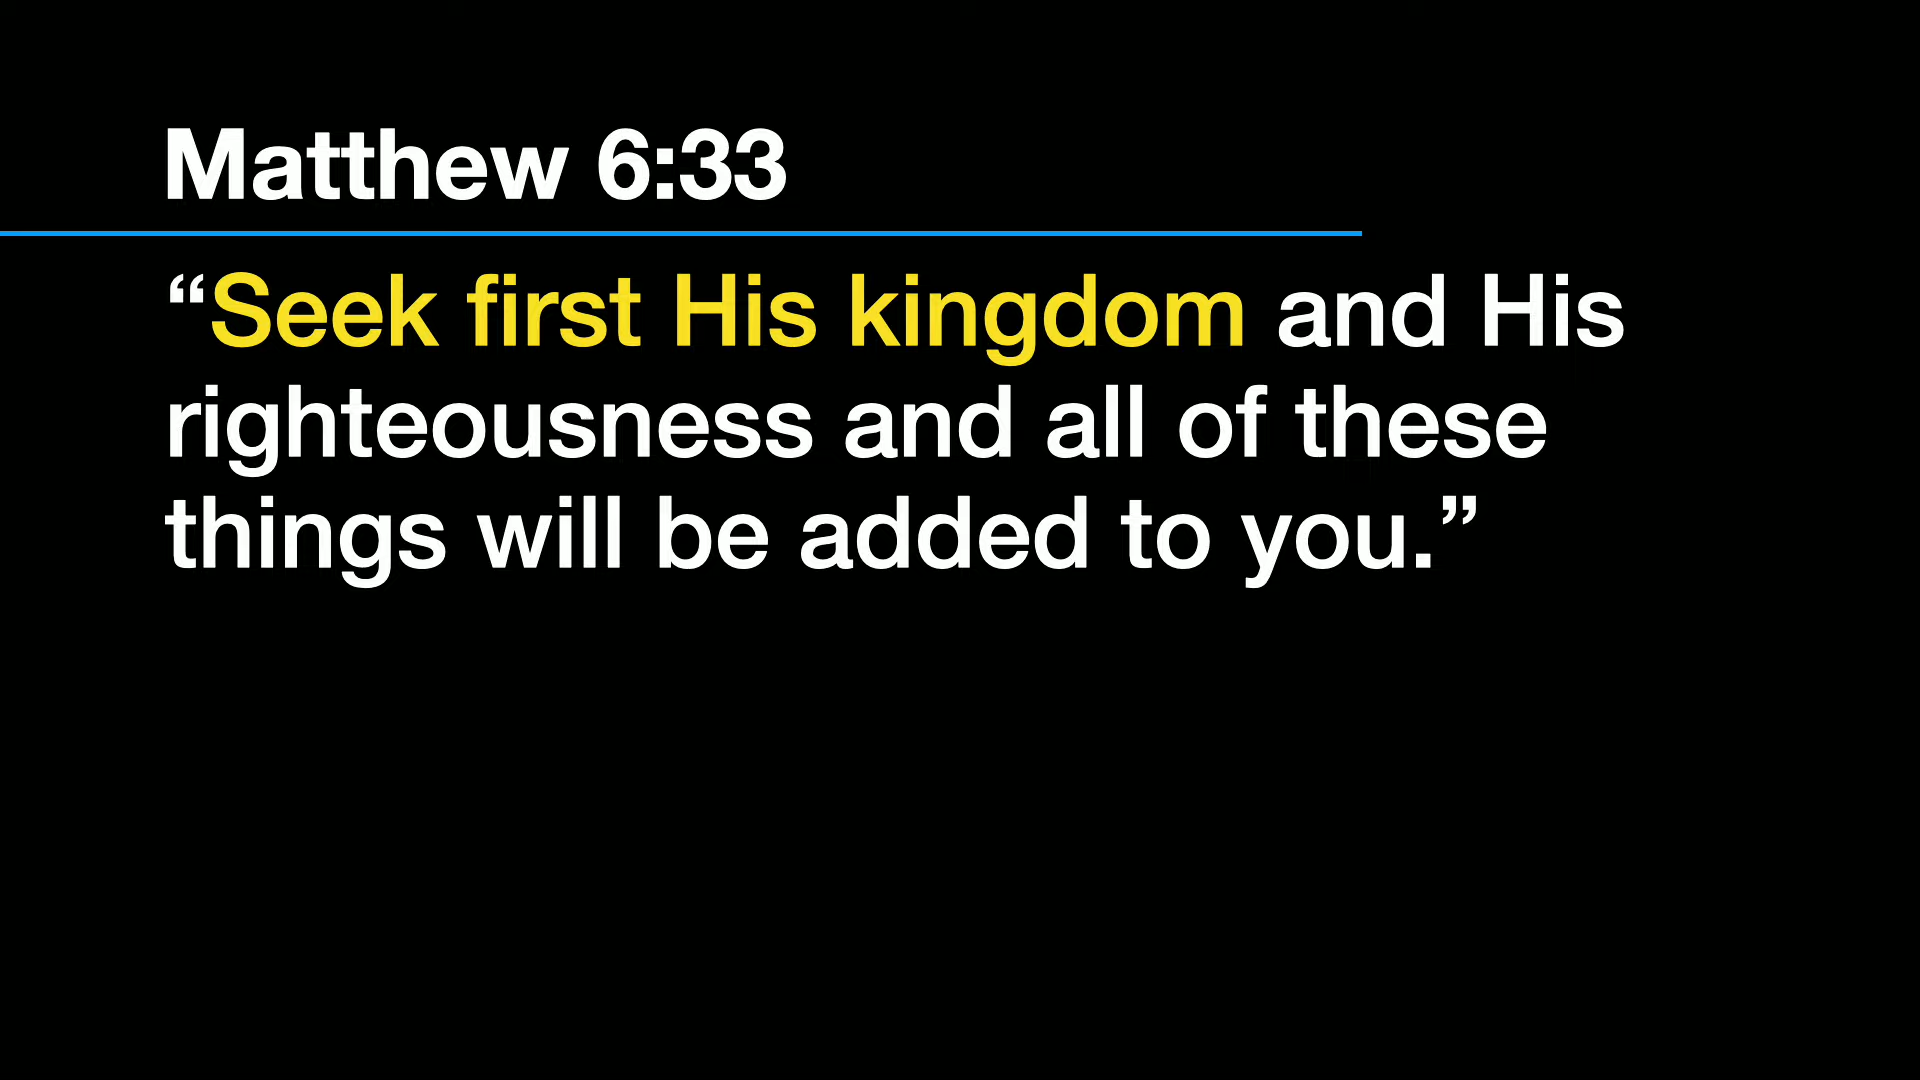 Matthew 6:33
“Seek first His kingdom and His
righteousness and all of these
things will be added to you.”